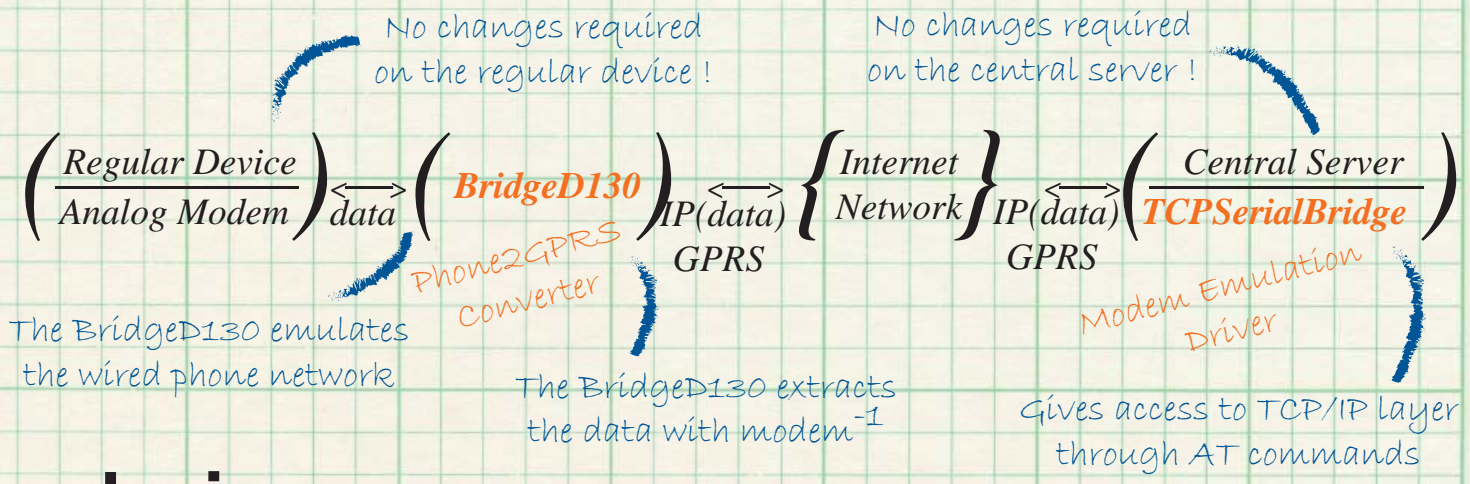 No changes required
on the regular device !
No changes required
on the central server !
Regular Device
Analog Modem
data
BridgeD130
Phone2GPRS
Converter
IP(data)
GPRS
Internet
Network
IP(data)
GPRS
Central Server
TCPSerialBridge
Modem Emulation
Driver
The BridgeD130 emulates
the wired phone network
The BridgeD130 extracts
the data with modem-1
Gives access to TCP/IP layer
through AT commands